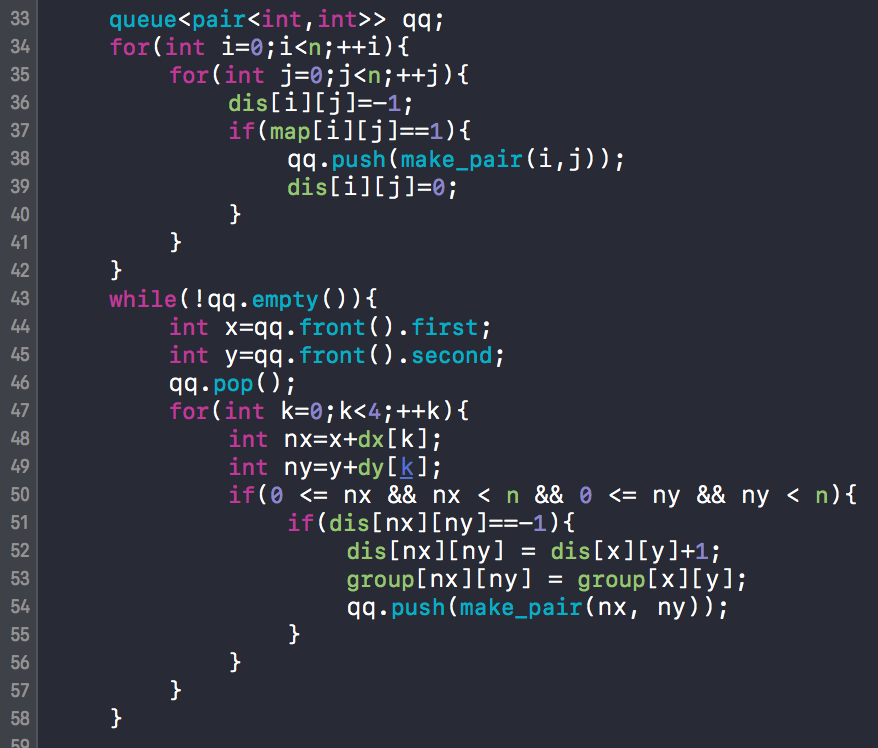 33 queue<pair<int,int>> qq;
34 for(int i=0;i<n;++i){
35 for(int j=0;j<n;++j){
36 dis[i][j]=-1;
37 if(map[i][j]==1){
38 qq.push(make_pair(i,j));
39 dis[i][j]=0;
40 }
41 }
42 }
43 while(!qq.empty()){
44 int x=qq.front().first;
45 int y=qq.front().second;
46 qq.pop();
47 for(int k=0;k<4;++k){
48 int nx=x+dx[k];
49 int ny=y+dy[k];
50 if(0 <= nx && nx < n && 0 <= ny && ny < n){
51 if(dis[nx][ny]==-1){
52 dis[nx][ny] = dis[x][y]+1;
53 group[nx][ny] = group[x][y];
54 qq.push(make_pair(nx, ny));
55 }
56 }
57 }
58 }
59